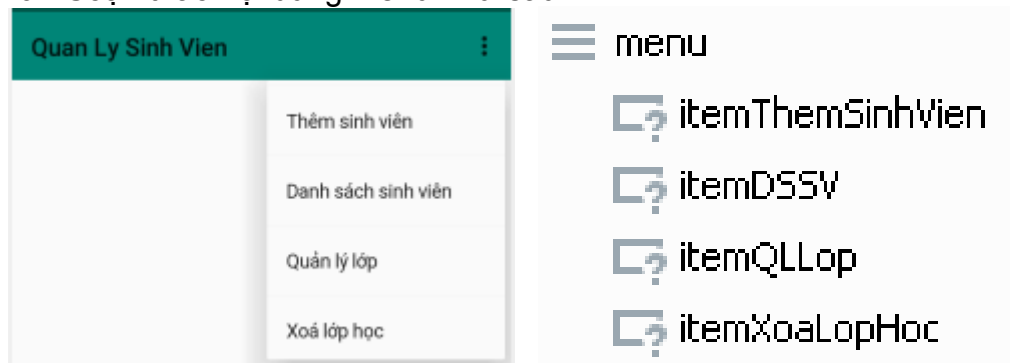 Quan Ly Sinh Vien
Thêm sinh viên
Danh sách sinh viên
Quản lý lớp
Xoá lớp học
menu
itemThemSinhVien
itemDSSV
itemQLLop
itemXoaLopHoc